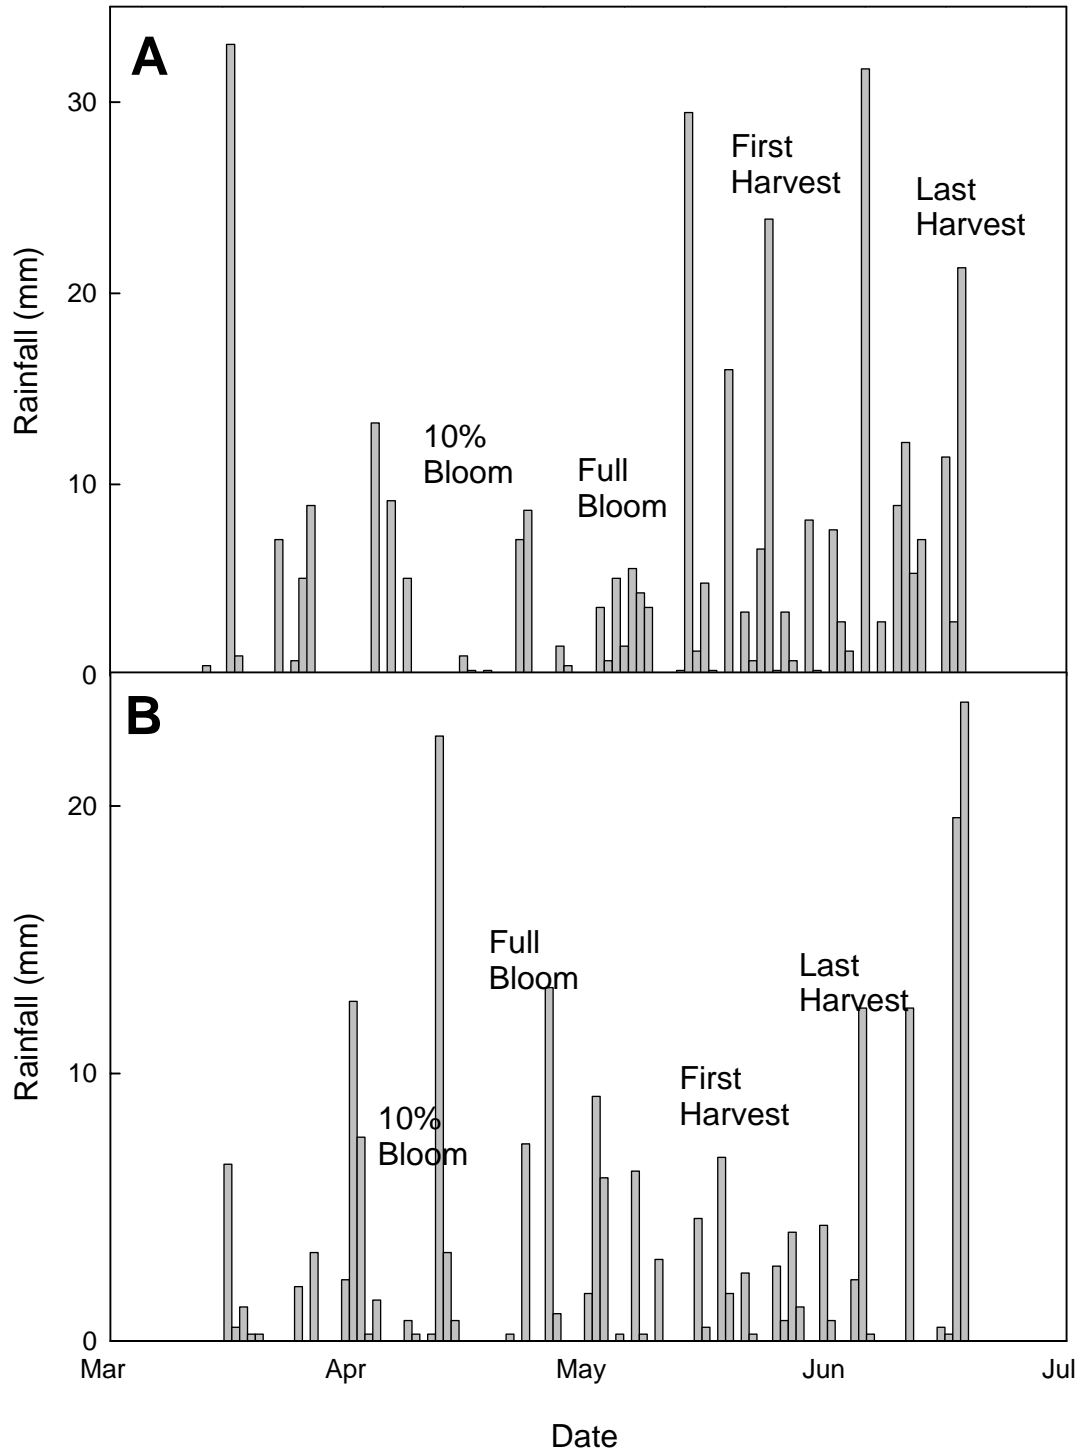 A
30
First
Harvest
Last
Harvest
Rainfall (mm)
20
10%
Bloom
Full
Bloom
10
0
B
20
Full
Bloom
Last
Harvest
Rainfall (mm)
10
First
Harvest
10%
Bloom
0
Mar
Apr
May
Jun
Jul
Date